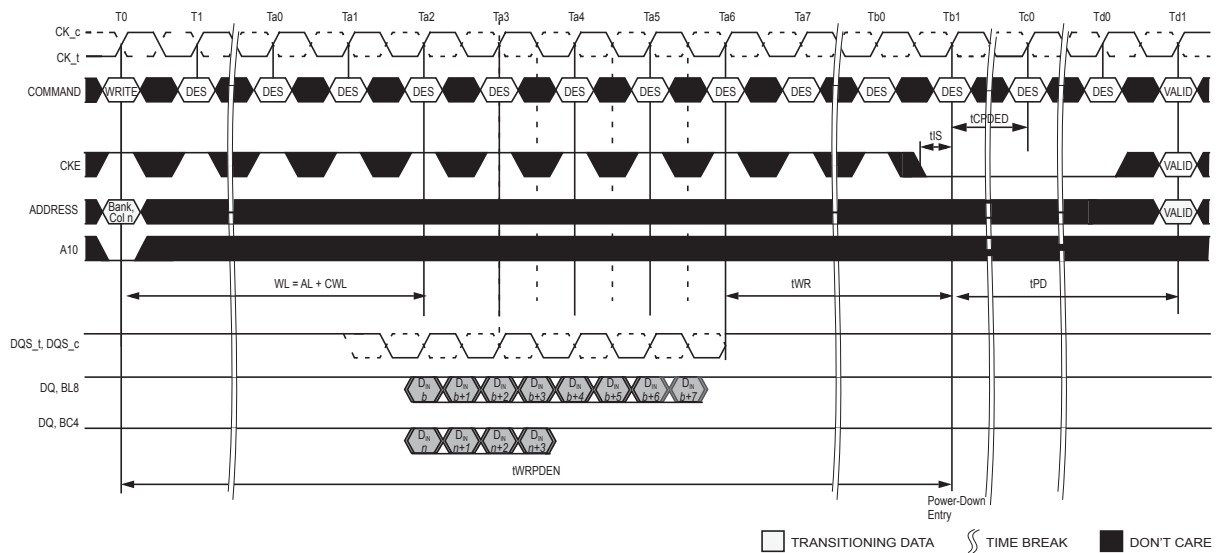 T0 T1 Ta0 Ta1 Ta2 Ta3 Ta4 Ta5 Ta6 Ta7 Tb0 Tb1 Tc0 Td0 Td1
CK_c
CK_t
COMMAND WRITE DES DES DES DES DES DES DES DES DES DES DES DES DES VALID
tCPDED
tIS
CKE VALID
ADDRESS Bank, Col n VALID
A10
WL = AL + CWL tWR tPD
DQS_t, DQS_c
DQ, BL8 DIN b DIN b+1 DIN b+2 DIN b+3 DIN b+4 DIN b+5 DIN b+6 DIN b+7
DQ, BC4 DIN n DIN n+1 DIN n+2 DIN n+3
tWRPDEN
Power-Down
Entry
TRANSITIONING DATA TIME BREAK DON'T CARE